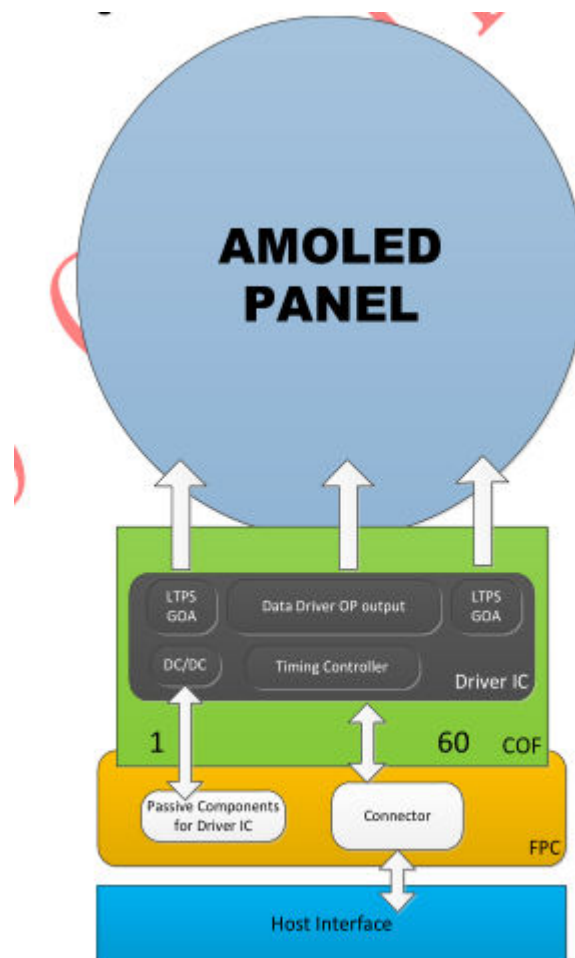 AMOLED
PANEL
LTPS
GOA
Data Driver OP output
LTPS
GOA
DC/DC
Timing Controller
Driver IC
1
60
COF
Passive Components
for Driver IC
Connector
FPC
Host Interface